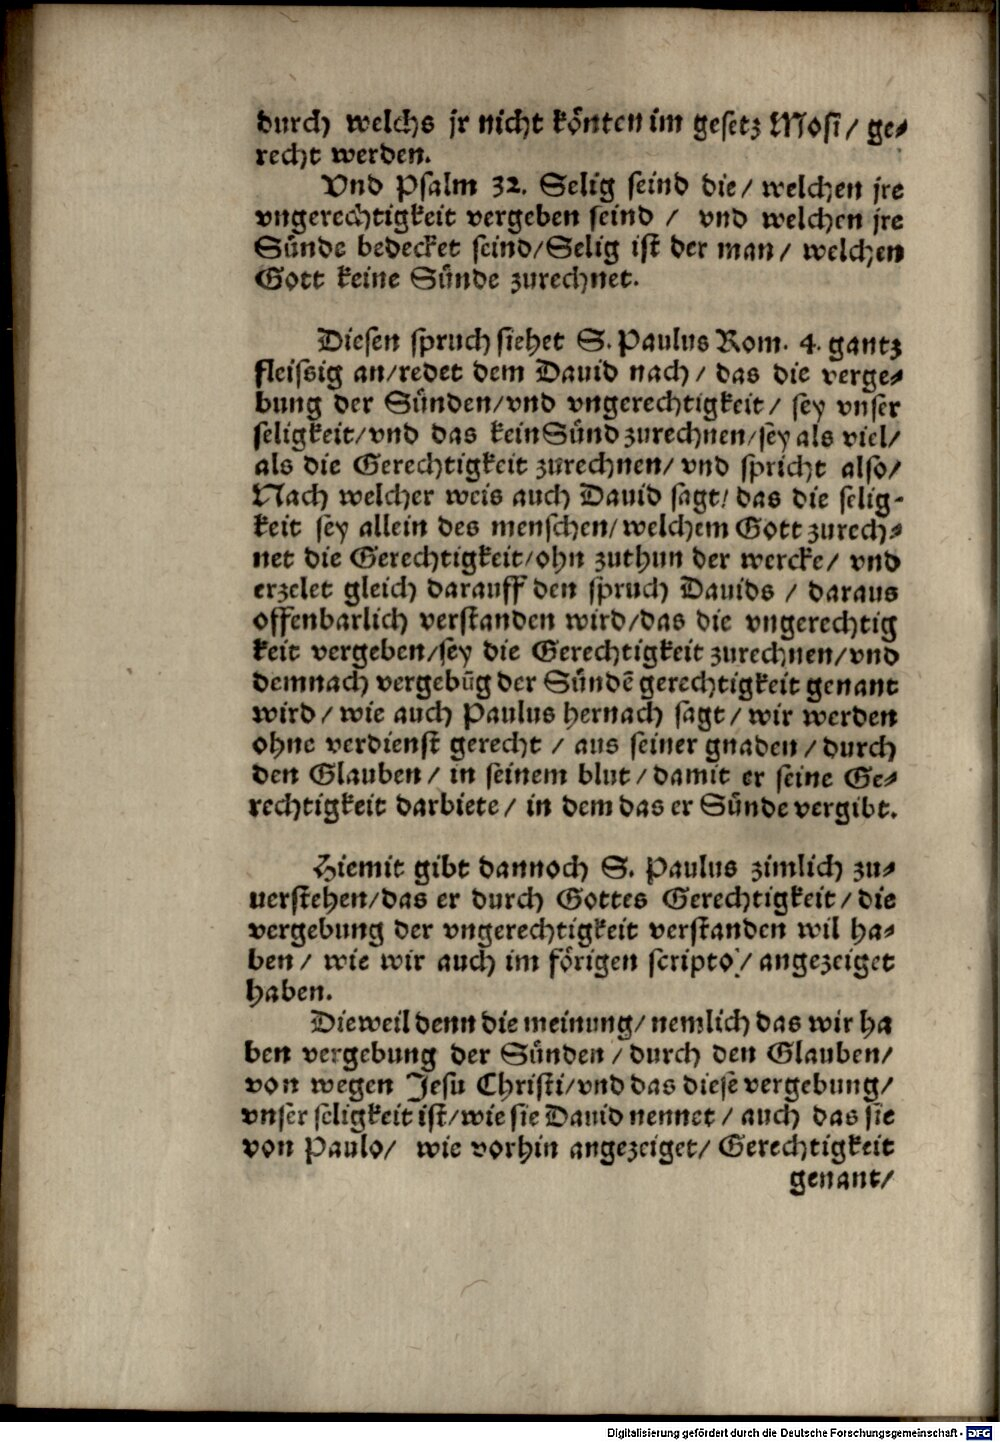 durch welchs jr nicht könten im gesetz Mosi/ ge⸗
recht werden.
Vnd Psalm 32. Selig seind die/ welchen jre
vngerechtigkeit vergeben seind / vnd welchen jre
Sünde bedecket seind/Selig ist der man/ welchen
Gott keine Sünde zurechnet.
Diesen spruch siehet S. Paulus Rom. 4. gantz
fleissig an/redet dem Dauid nach/ das die verge⸗
bung der Sünden/vnd vngerechtigkeit/ sey vnser
seligkeit/vnd das kein Sünd zurechnen/sey als viel/
als die Gerechtigkeit zurechnen/ vnd spricht also/
Nach welcher weis auch Dauid sagt/ das die selig-
keit sey allein des menschen/welchem Gott zurech⸗
net die Gerechtigkeit/ohn zuthun der wercke/ vnd
erzelet gleich darauff den spruch Dauids / daraus
offenbarlich verstanden wird/das die vngerechtig
keit vergeben/sey die Gerechtigkeit zurechnen/vnd
demnach vergebūg der Sündē gerechtigkeit genant
wird/ wie auch Paulus hernach sagt/ wir werden
ohne verdienst gerecht / aus seiner gnaden/ durch
den Glauben/ in seinem blut/ damit er seine Ge⸗
rechtigkeit darbiete/ in dem das er Sünde vergibt.
Hiemit gibt dannoch S. Paulus zimlich zu⸗
uerstehen/das er durch Gottes Gerechtigkeit/ die
vergebung der vngerechtigkeit verstanden wil ha⸗
ben/ wie wir auch im förigen scripto/ angezeiget
haben.
Dieweil denn die meinung/ nemlich das wir ha
ben vergebung der Sünden/ durch den Glauben/
von wegen Jesu Christi/vnd das diese vergebung/
vnser seligkeit ist/wie sie Dauid nennet/ auch das sie
von Paulo/ wie vorhin angezeiget/ Gerechtigkeit
genant/
Digitalisierung gefördert durch die Deutsche Forschungsgemeinschaft - DFG